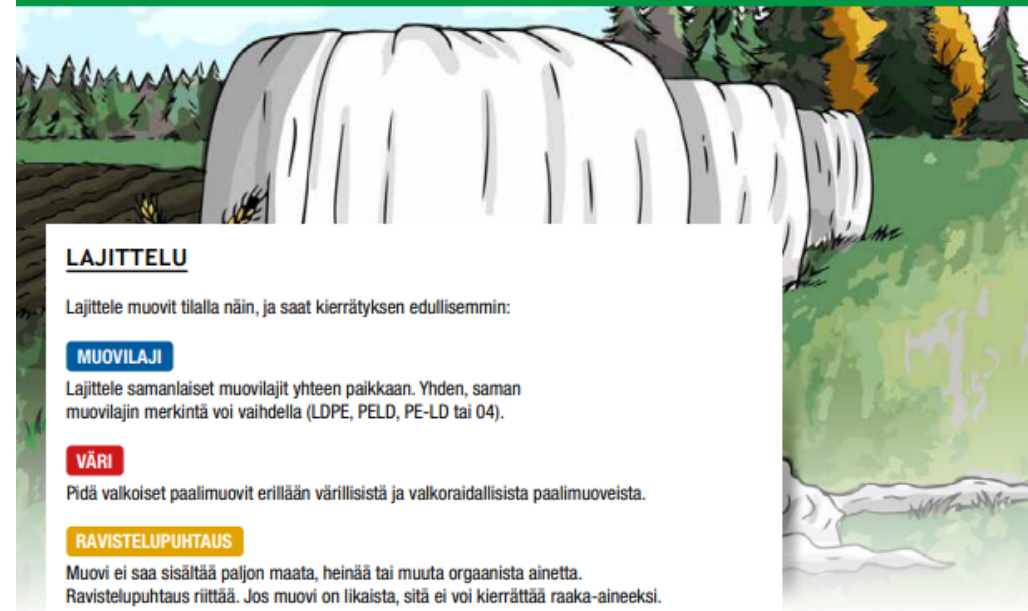 LAJITTELU
Lajittele muovit tilalla näin, ja saat kierrätyksen edullisemmin:
MUOVILAJI
Lajittele samanlaiset muovilajit yhteen paikkaan. Yhden, saman
muovilajin merkintä voi vaihdella (LDPE, PELD, PE-LD tai 04).
VÄRI
Pidä valkoiset paalimuovit erillään värillisistä ja valkoraidallisista paalimuoveista.
RAVISTELUPUHTAUS
Muovi ei saa sisältää paljon maata, heinää tai muuta orgaanista ainetta.
Ravistelupuhtaus riittää. Jos muovi on likaista, sitä ei voi kierrättää raaka-aineeksi.